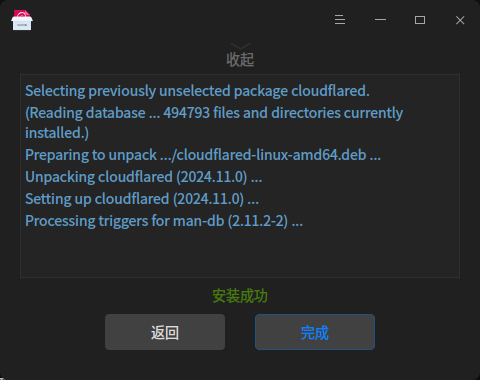 收起
Selecting previously unselected package cloudflared.
(Reading database ... 494793 files and directories currently
installed.)
Preparing to unpack .../cloudflared-linux-amd64.deb ...
Unpacking cloudflared (2024.11.0) ...
Setting up cloudflared (2024.11.0) ...
Processing triggers for man-db (2.11.2-2) ...
安装成功
返回
完成